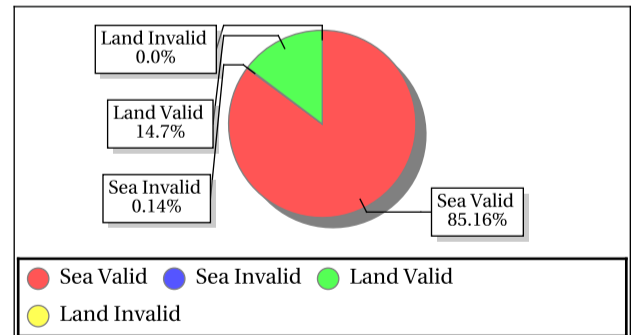 Land Invalid
0.0%
Land Valid
14.7%
Sea Invalid
0.14%
Sea Valid
85.16%
Sea Valid Sea Invalid Land Valid
Land Invalid